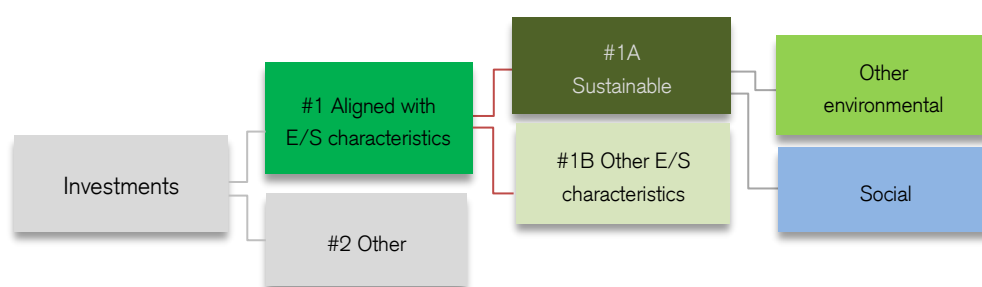 Investments
#1 Aligned with
E/S characteristics
#2 Other
#1A
Sustainable
#1B Other E/S
characteristics
Other
environmental
Social